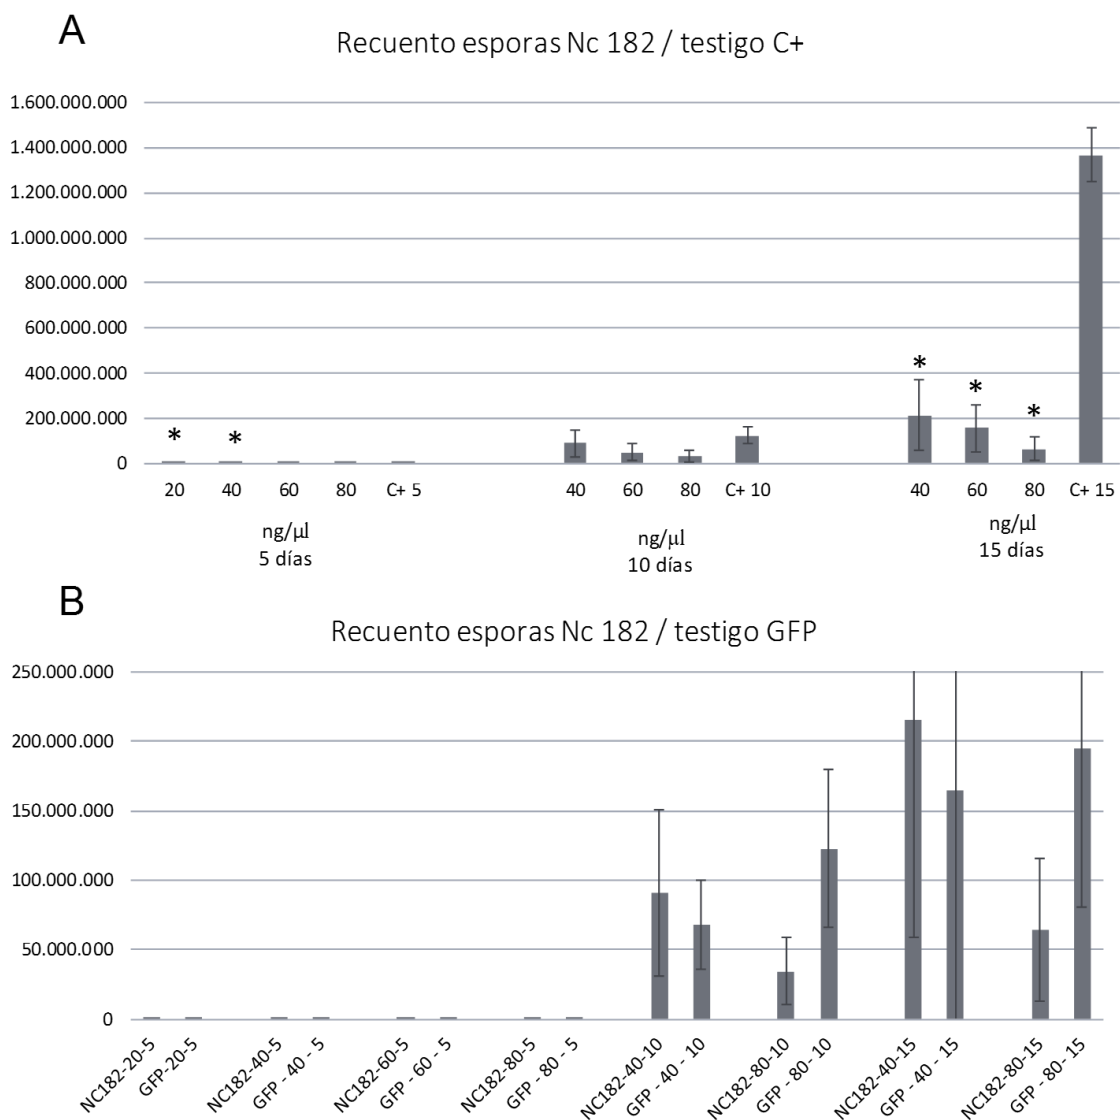 A
Recuento esporas Nc 182 / testigo C+
1.600.000.000
1.400.000.000
1.200.000.000
1.000.000.000
800.000.000
600.000.000
400.000.000
200.000.000
0
* * * * *
20 40 60 80 C+ 5 40 60 80 C+ 10 40 60 80 C+ 15
ng/μl
5 días
ng/μl
10 días
ng/μl
15 días
B
Recuento esporas Nc 182 / testigo GFP
250.000.000
200.000.000
150.000.000
100.000.000
50.000.000
0
NC182-20-5
GFP-20-5
NC182-40-5
GFP - 40 - 5
NC182-60-5
GFP - 60 - 5
NC182-80-5
GFP - 80 - 5
NC182-40-10
GFP - 40 - 10
NC182-80-10
GFP - 80 - 10
NC182-40-15
GFP - 40 - 15
NC182-80-15
GFP - 80 - 15